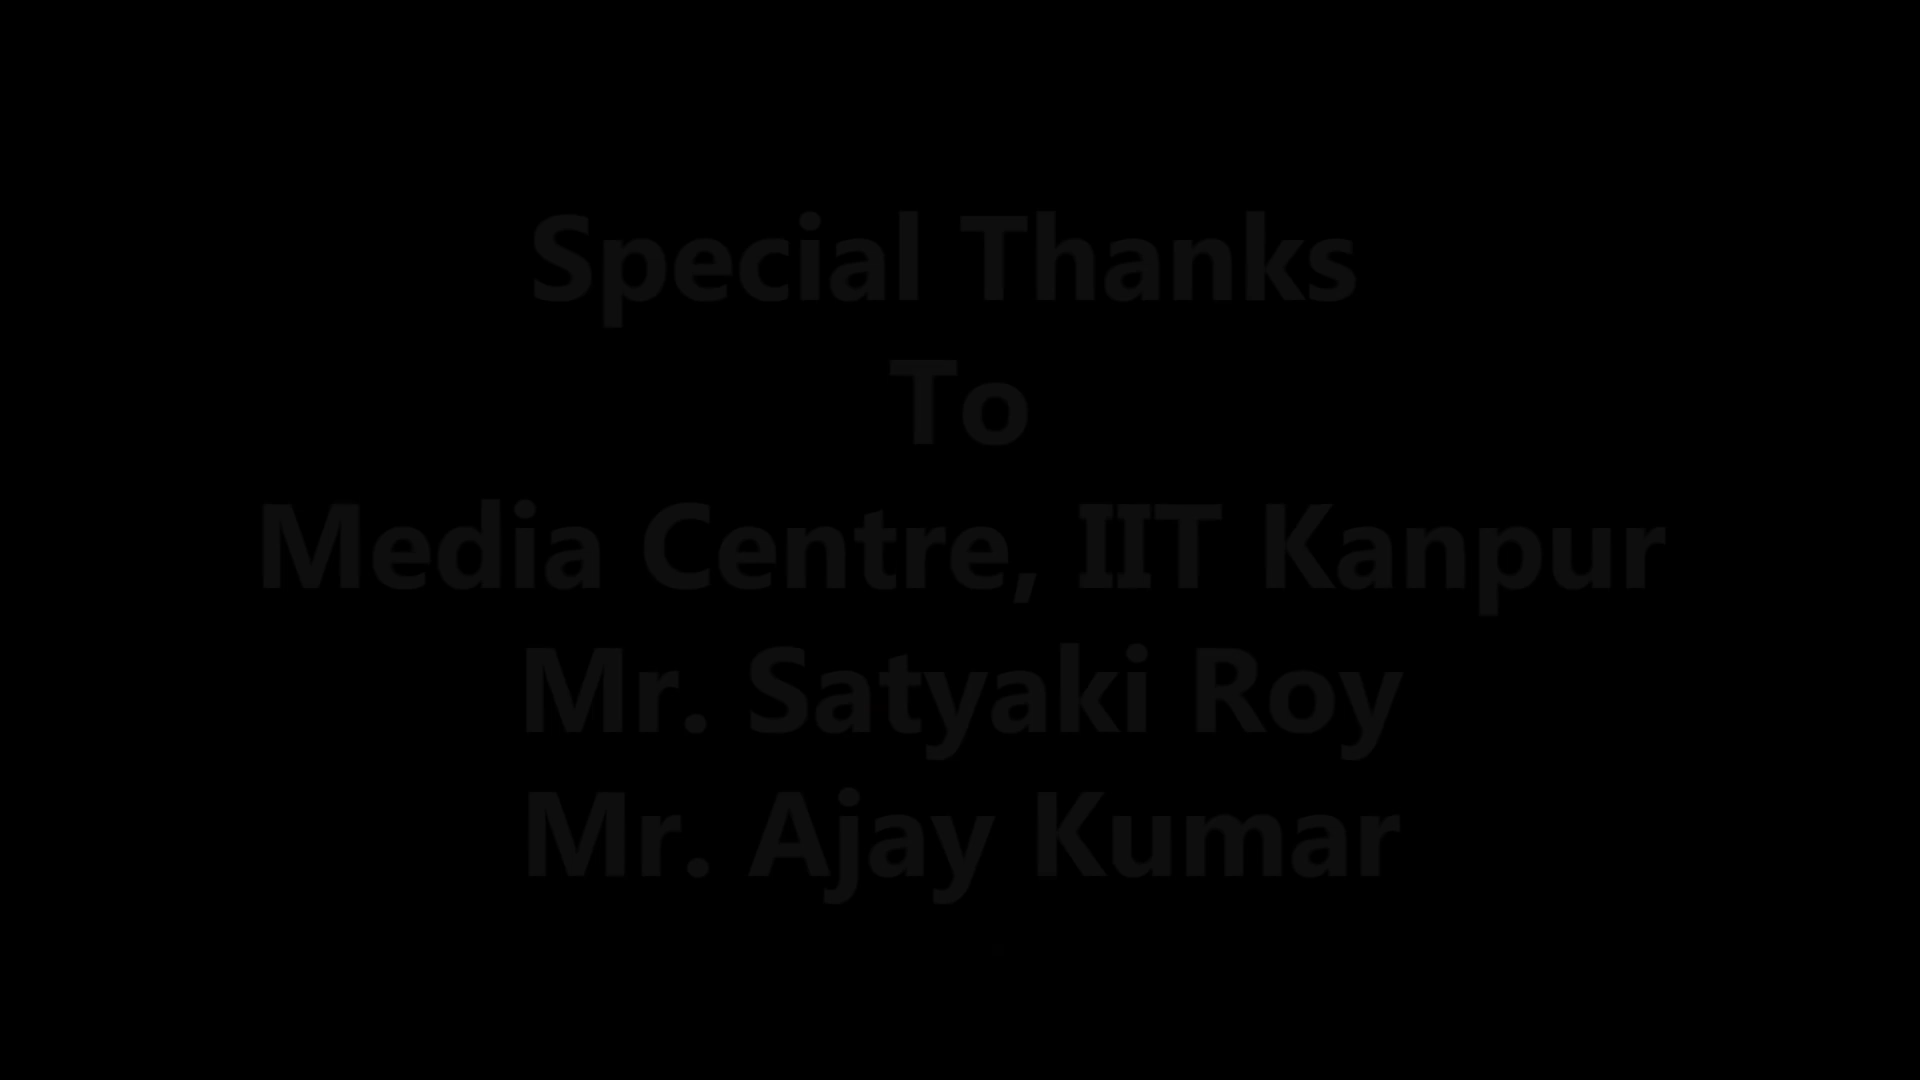 Special Thanks
To
Media Centre, IIT Kanpur
Mr. Satyaki Roy
Mr. Ajay Kumar